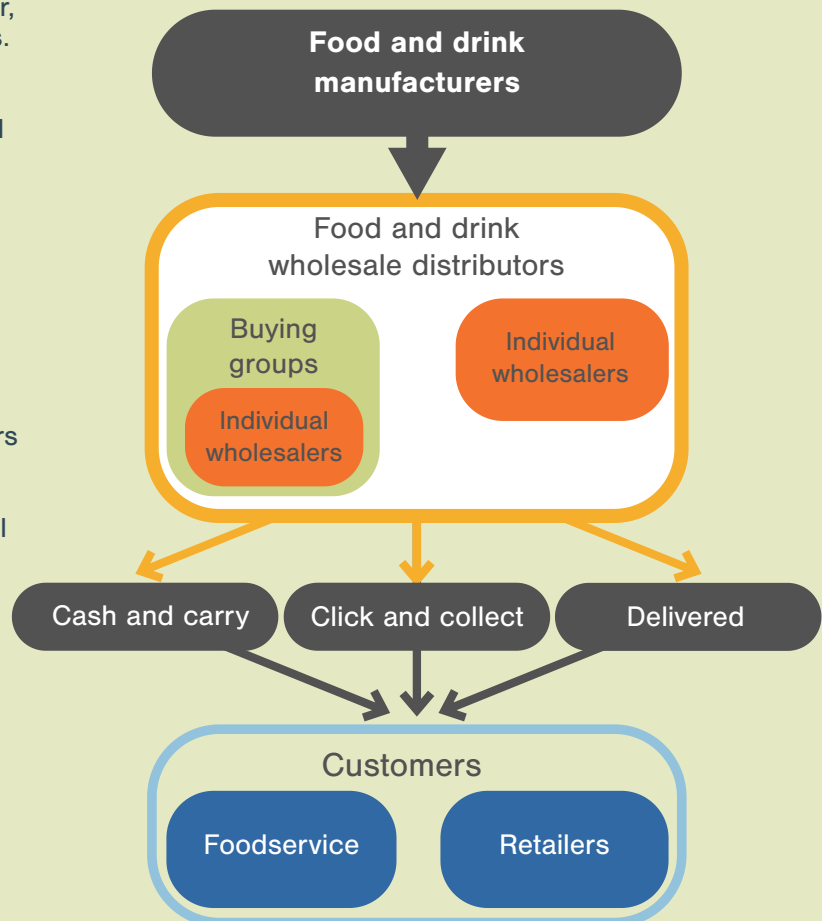 r,
s.
l
rs
l
Food and drink
manufacturers
Food and drink
wholesale distributors
Buying
groups
Individual
wholesalers
Individual
wholesalers
Cash and carry
Click and collect
Delivered
Customers
Foodservice
Retailers